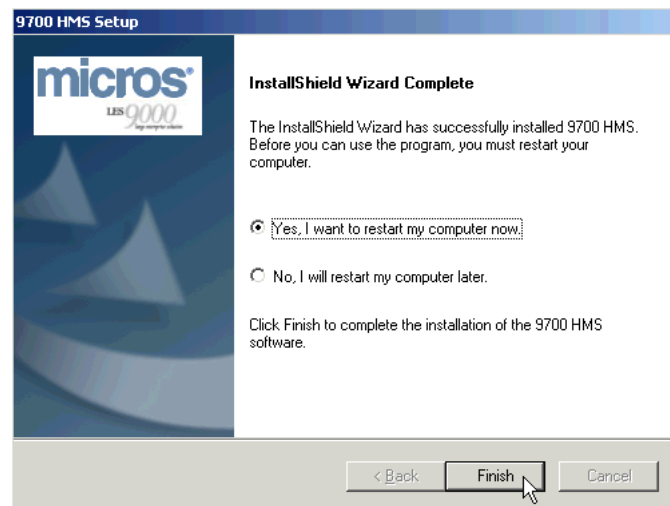 9700 HMS Setup
micros®
LES 9000
InstallShield Wizard Complete
The InstallShield Wizard has successfully installed 9700 HMS.
Before you can use the program, you must restart your
computer.
Yes, I want to restart my computer now.
No, I will restart my computer later.
Click Finish to complete the installation of the 9700 HMS
software.
< Back
Finish
Cancel